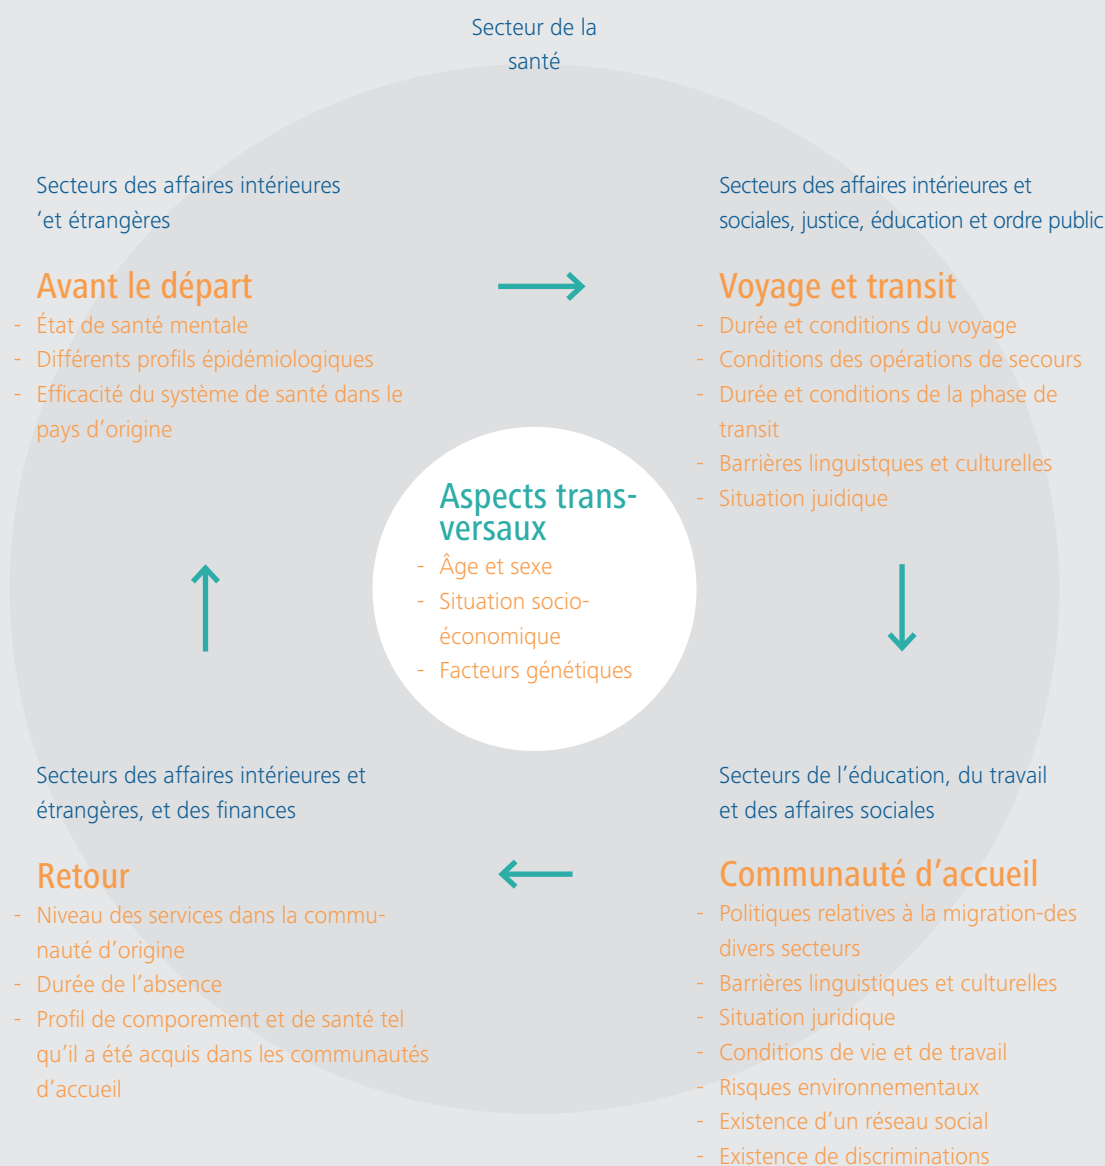 Secteur de la
santé
Secteurs des affaires intérieures
‘et étrangères
Avant le départ
- État de santé mentale
- Différents profils épidémiologiques
- Efficacité du système de santé dans le
pays d’origine
Secteurs des affaires intérieures et
sociales, justice, éducation et ordre public
Voyage et transit
- Durée et conditions du voyage
- Conditions des opérations de secours
- Durée et conditions de la phase de
transit
- Barrières linguistques et culturelles
- Situation juidique
Aspects trans-
versaux
- Âge et sexe
- Situation socio-
économique
- Facteurs génétiques
Secteurs des affaires intérieures et
étrangères, et des finances
Retour
- Niveau des services dans la commu-
nauté d’origine
- Durée de l’absence
- Profil de comporement et de santé tel
qu’il a été acquis dans les communautés
d’accueil
Secteurs de l’éducation, du travail
et des affaires sociales
Communauté d’accueil
- Politiques relatives à la migration-des
divers secteurs
- Barrières linguistiques et culturelles
- Situation juridique
- Conditions de vie et de travail
- Risques environnementaux
- Existence d’un réseau social
- Existence de discriminations